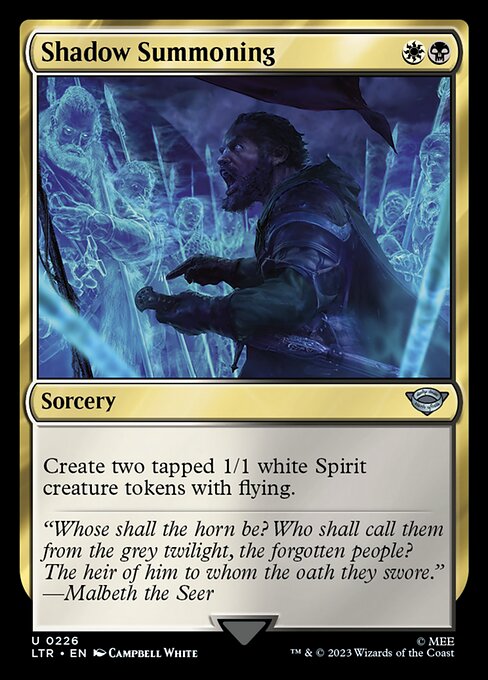 Shadow Summoning
Sorcery
Create two tapped 1/1 white Spirit
creature tokens with flying.
“Whose shall the horn be? Who shall call them
from the grey twilight, the forgotten people?
The heir of him to whom the oath they swore.”
—Malbeth the Seer
U 0226
LTR • EN CAMPBELL WHITE
© MEE
™ & © 2023 Wizards of the Coast